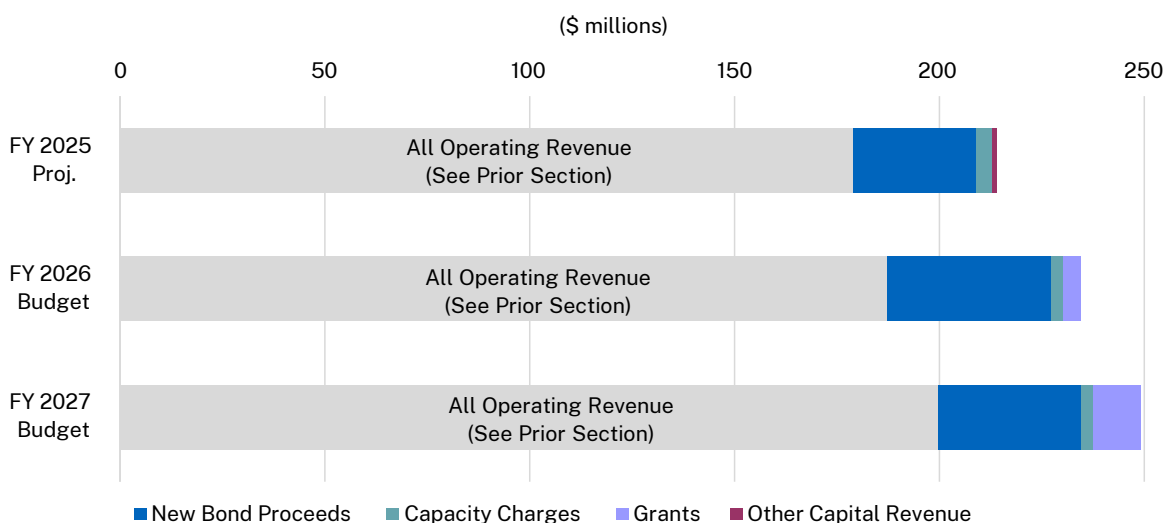 ($ millions)
0 50 100 150 200 250
FY 2025
Proj.
All Operating Revenue
(See Prior Section)
FY 2026
Budget
All Operating Revenue
(See Prior Section)
FY 2027
Budget
All Operating Revenue
(See Prior Section)
New Bond Proceeds Capacity Charges Grants Other Capital Revenue